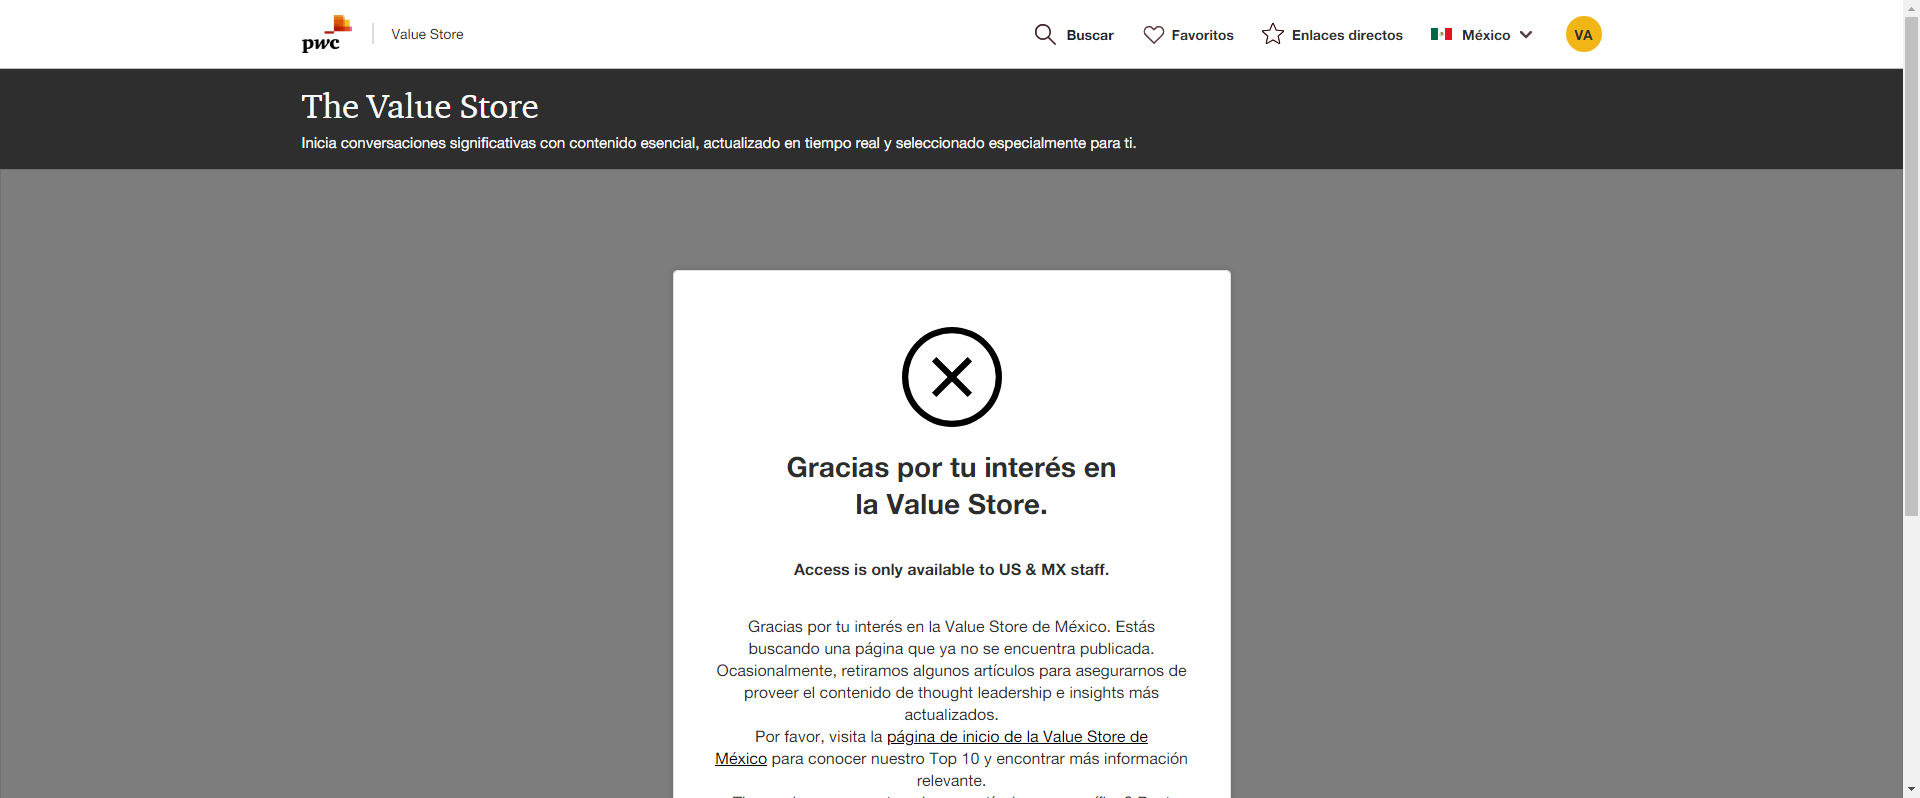 pwc
Value Store
Buscar
Favoritos
Enlaces directos
México
VA
The Value Store
Inicia conversaciones significativas con contenido esencial, actualizado en tiempo real y seleccionado especialmente para ti.
Gracias por tu interés en
la Value Store.
Access is only available to US & MX staff.
Gracias por tu interés en la Value Store de México. Estás
buscando una página que ya no se encuentra publicada.
Ocasionalmente, retiramos algunos artículos para asegurarnos de
proveer el contenido de thought leadership e insights más
actualizados.
Por favor, visita la página de inicio de la Value Store de
México para conocer nuestro Top 10 y encontrar más información
relevante.